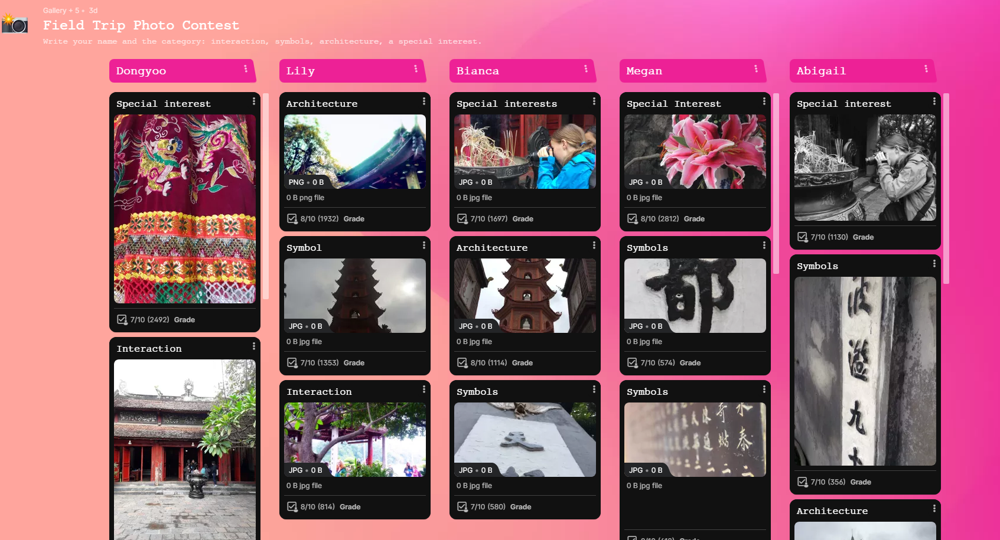 Gallery + 5 • 3d
Field Trip Photo Contest
Write your name and the category: interaction, symbols, architecture, a special interest.
Dongyoo
Special interest
7/10 (2492) Grade
Interaction
Lily
Architecture
PNG • 0 B
0 B png file
8/10 (1932) Grade
Symbol
JPG • 0 B
0 B jpg file
7/10 (1353) Grade
Interaction
JPG • 0 B
0 B jpg file
8/10 (814) Grade
Bianca
Special interests
JPG • 0 B
0 B jpg file
7/10 (1697) Grade
Architecture
JPG • 0 B
0 B jpg file
8/10 (1114) Grade
Symbols
JPG • 0 B
0 B jpg file
7/10 (580) Grade
Megan
Special Interest
JPG • 0 B
0 B jpg file
8/10 (2812) Grade
Symbols
JPG • 0 B
0 B jpg file
7/10 (574) Grade
Symbols
泰
JPG • 0 B
0 B jpg file
Abigail
Special interest
7/10 (1130) Grade
Symbols
九
7/10 (356) Grade
Architecture